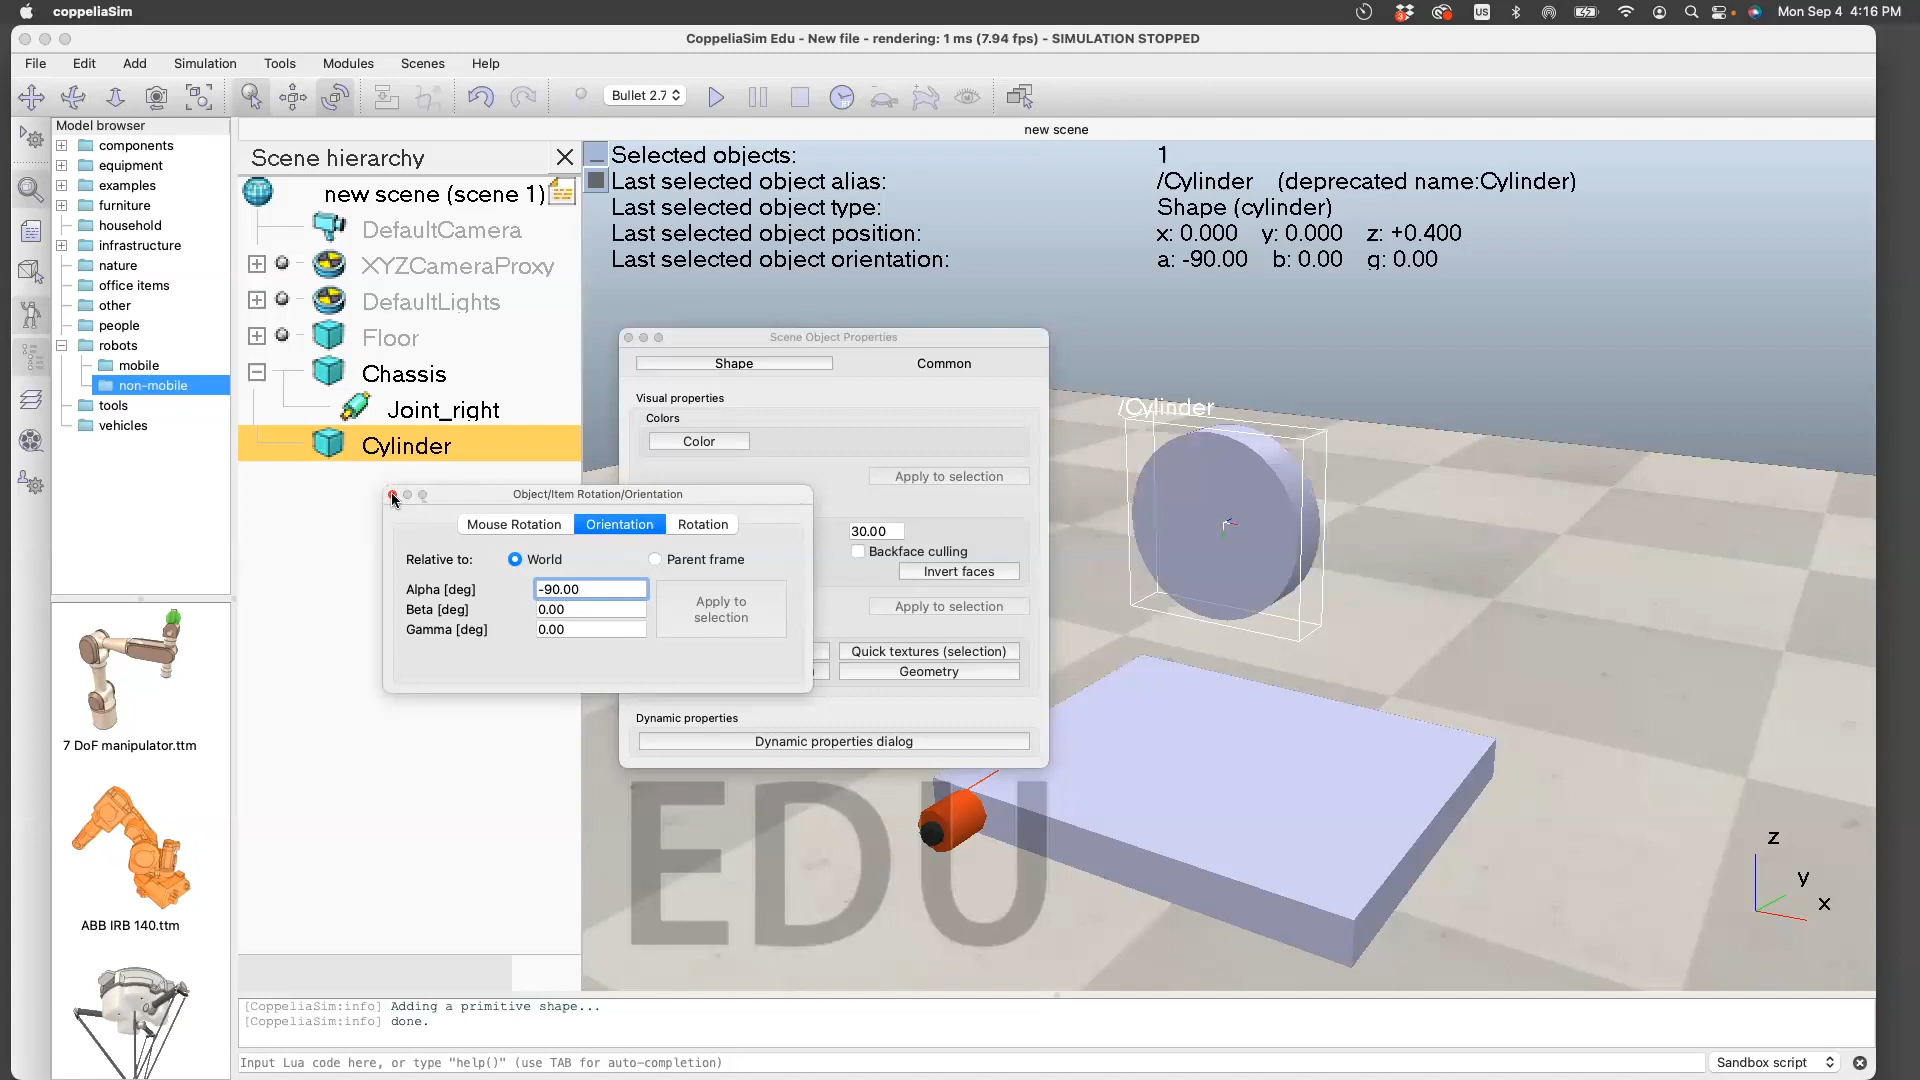 coppeliaSim
US
Mon Sep 4 4:16 PM
CoppeliaSim Edu - New file - rendering: 1 ms (7.94 fps) - SIMULATION STOPPED
File Edit Add Simulation Tools Modules Scenes Help
Bullet 2.7
Model browser
components
equipment
examples
furniture
household
infrastructure
nature
office items
other
people
robots
mobile
non-mobile
tools
vehicles
7 DoF manipulator.ttm
ABB IRB 140.ttm
new scene
Scene hierarchy
new scene (scene 1)
DefaultCamera
XYZCameraProxy
DefaultLights
Floor
Chassis
Joint_right
Cylinder
Selected objects: 1
Last selected object alias: /Cylinder (deprecated name:Cylinder)
Last selected object type: Shape (cylinder)
Last selected object position: x: 0.000 y: 0.000 z: +0.400
Last selected object orientation: a: -90.00 b: 0.00 g: 0.00
Scene Object Properties
Shape Common
Visual properties
Colors
Color
Apply to selection
30.00
Backface culling
Invert faces
Apply to selection
Quick textures (selection)
Geometry
Dynamic properties
Dynamic properties dialog
Object/Item Rotation/Orientation
Mouse Rotation Orientation Rotation
Relative to: World Parent frame
Alpha [deg] -90.00
Beta [deg] 0.00
Gamma [deg] 0.00
Apply to
selection
/Cylinder
EDU
z
y
x
[CoppeliaSim:info] Adding a primitive shape...
[CoppeliaSim:info] done.
Input Lua code here, or type "help()" (use TAB for auto-completion)
Sandbox script